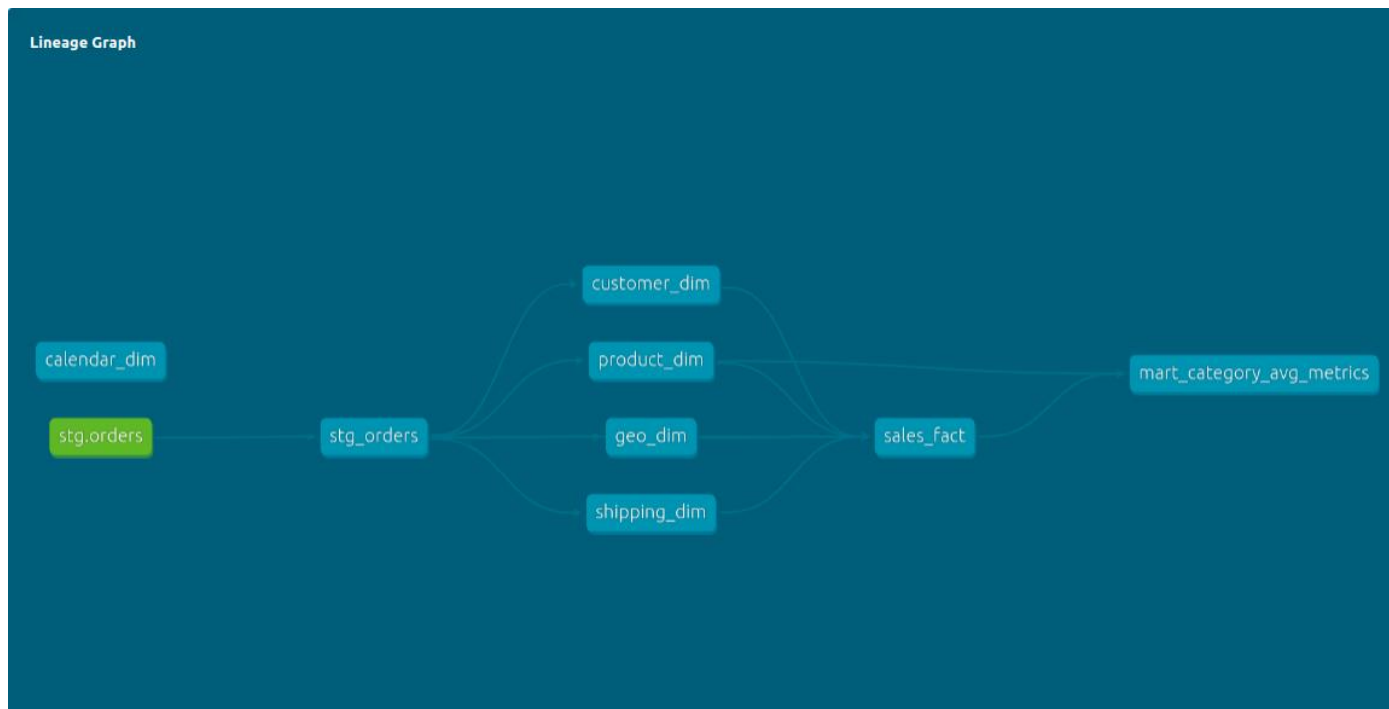 Lineage Graph
customer_dim
calendar_dim
product_dim
mart_category_avg_metrics
stg.orders
stg_orders
geo_dim
sales_fact
shipping_dim